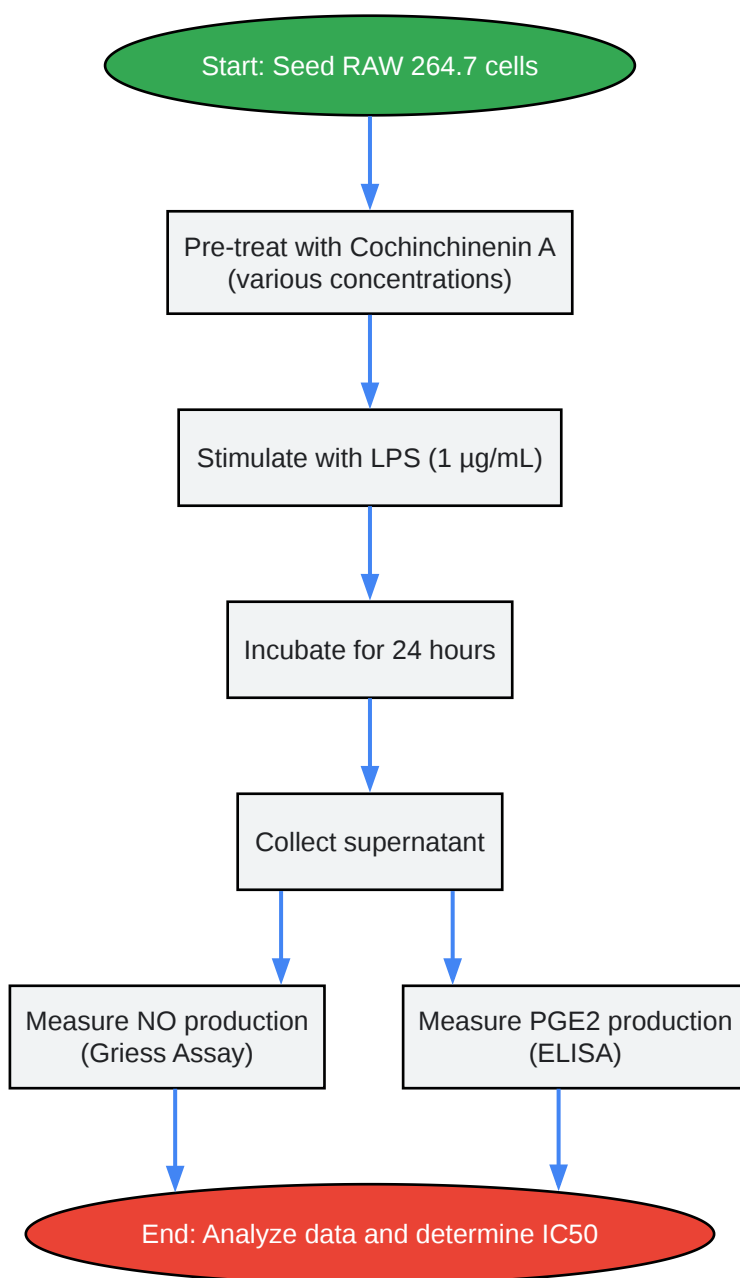 Start: Seed RAW 264.7 cells
Pre-treat with Cochinchinenin A
(various concentrations)
Stimulate with LPS (1 µg/mL)
Incubate for 24 hours
Collect supernatant
Measure NO production
(Griess Assay)
Measure PGE2 production
(ELISA)
End: Analyze data and determine IC50